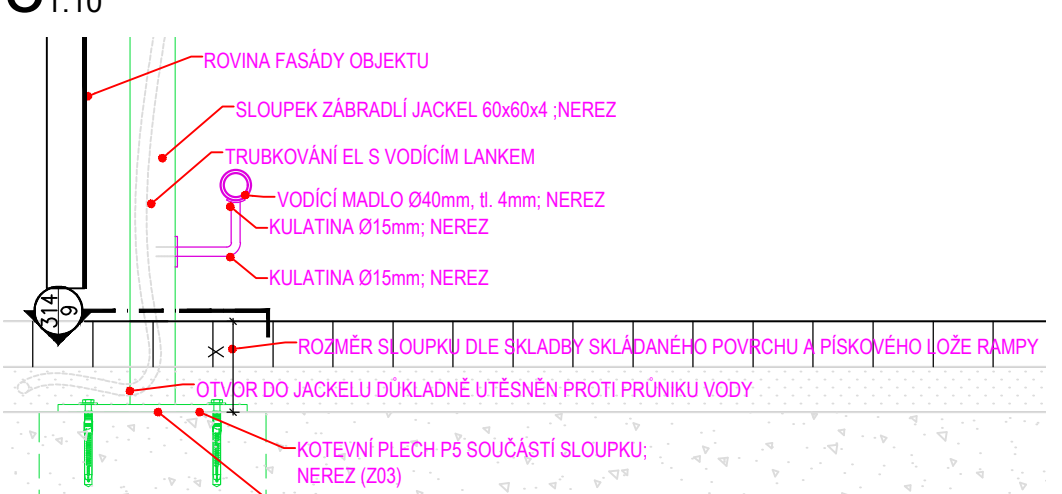 1:10
ROVINA FASÁDY OBJEKTU
SLOUPEK ZÁBRADLÍ JACKEL 60x60x4 ;NEREZ
TRUBKOVÁNÍ EL S VODÍCÍM LANKEM
VODÍCÍ MADLO Ø40mm, tl. 4mm; NEREZ
KULATINA Ø15mm; NEREZ
KULATINA Ø15mm; NEREZ
314
9
X
ROZMĚR SLOUPKU DLE SKLADBY SKLÁDANÉHO POVRCHU A PÍSKOVÉHO LOŽE RAMPY
OTVOR DO JACKELU DŮKLADNĚ UTĚSNĚN PROTI PRŮNIKU VODY
KOTEVNÍ PLECH P5 SOUČÁSTÍ SLOUPKU;
NEREZ (Z03)